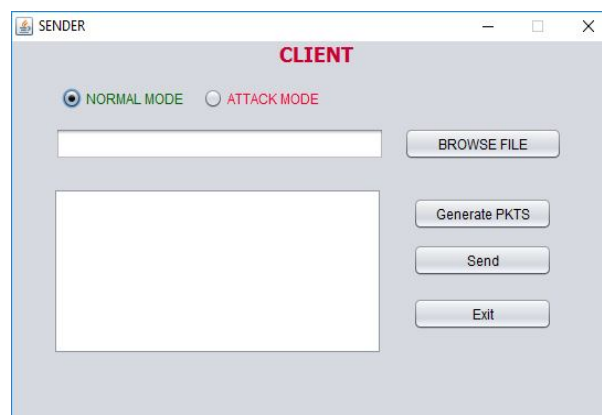 SENDER
CLIENT
NORMAL MODE ATTACK MODE
BROWSE FILE
Generate PKTS
Send
Exit